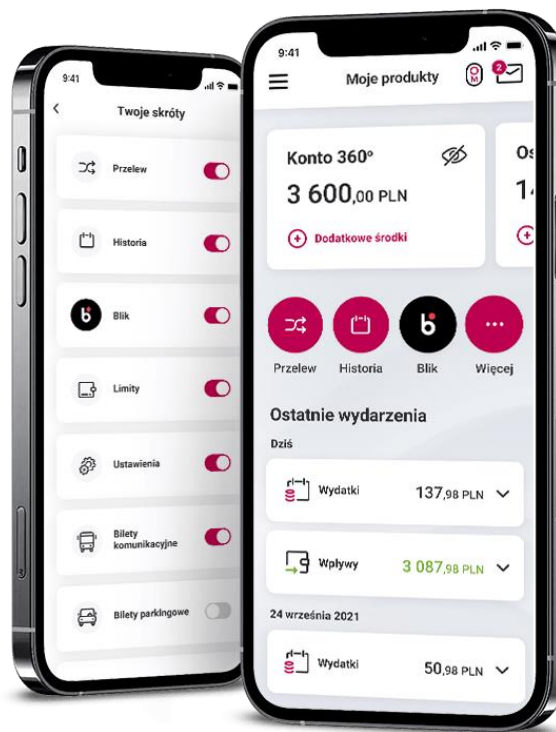 9:41
Twoje skróty
Przelew
Historia
Blik
Limity
Ustawienia
Bilety
komunikacyjne
Bilety parkingowe
9:41
Moje produkty
2
Konto 360°
3 600,00 PLN
Dodatkowe środki
Przelew
Historia
Blik
Więcej
Ostatnie wydarzenia
Dziś
Wydatki
137,98 PLN
Wpływy
3 087,98 PLN
24 września 2021
Wydatki
50,98 PLN